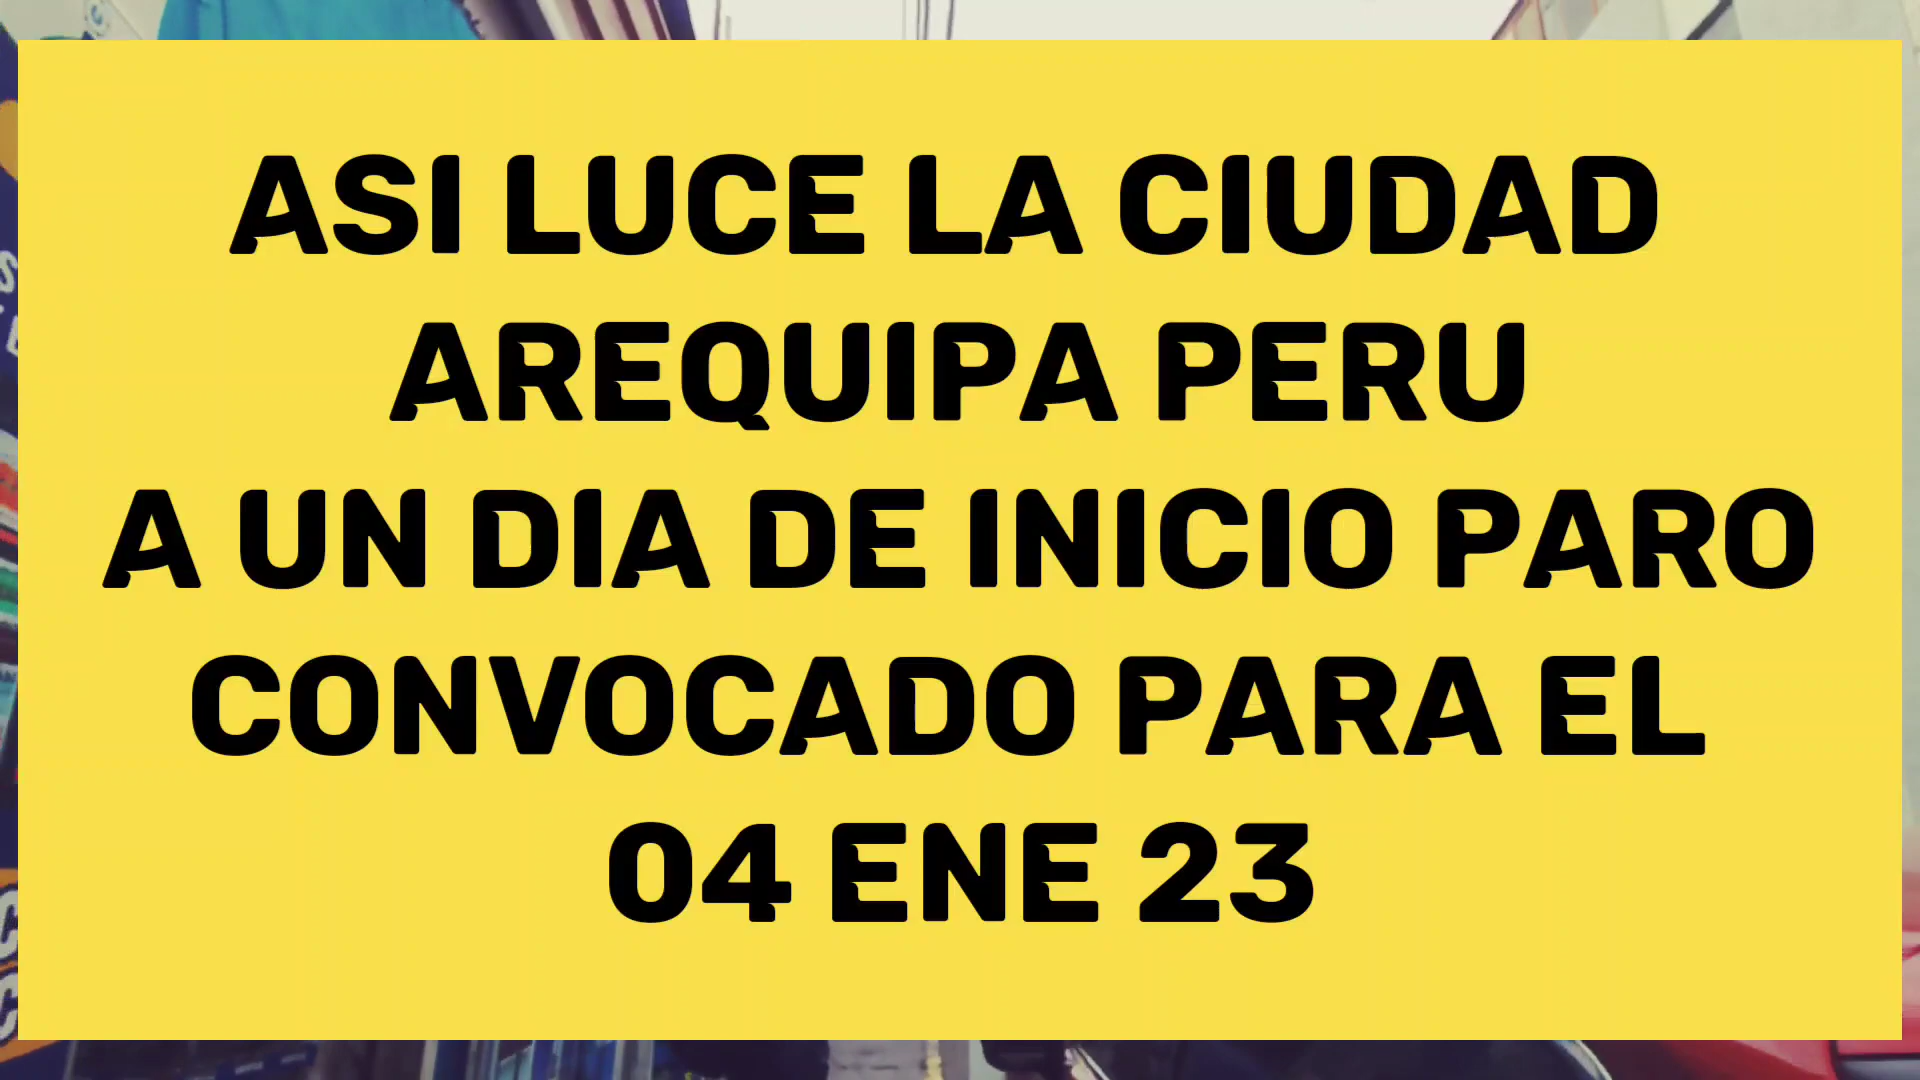 ASI LUCE LA CIUDAD
AREQUIPA PERU
A UN DIA DE INICIO PARO
CONVOCADO PARA EL
04 ENE 23